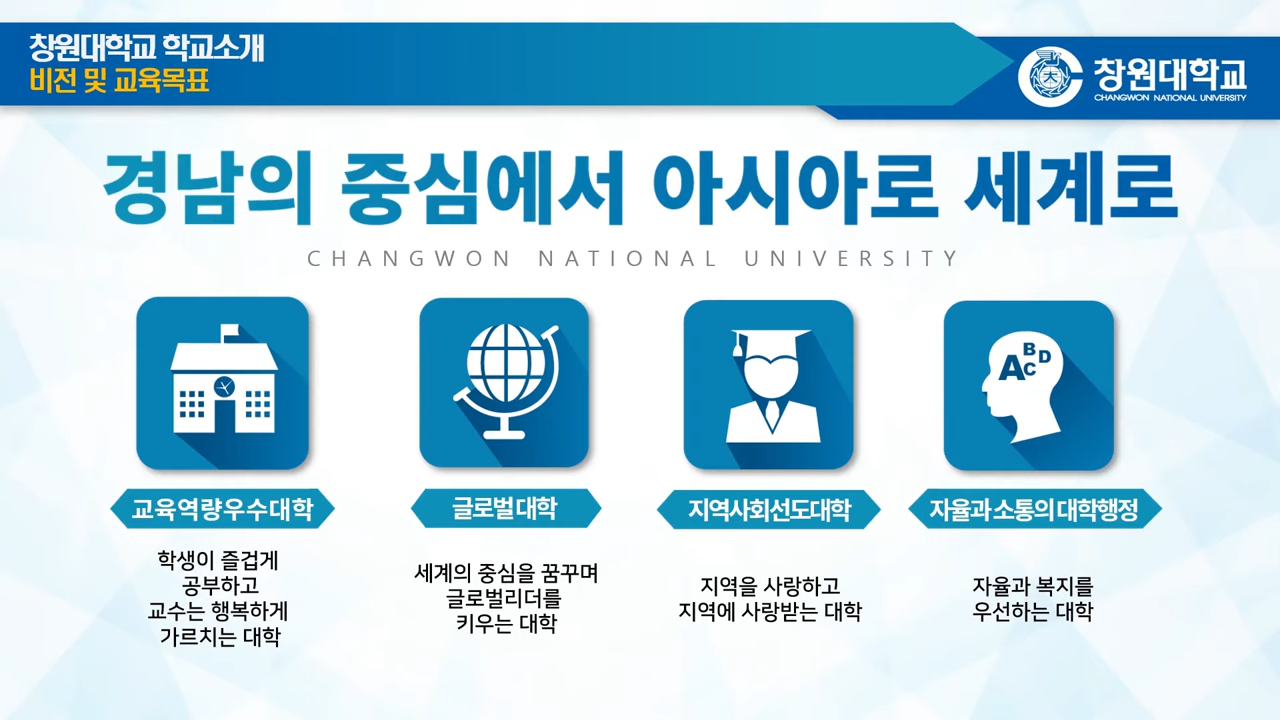 창원대학교 학교소개
비전 및 교육목표
창원대학교
CHANGWON NATIONAL UNIVERSITY
경남의 중심에서 아시아로 세계로
CHANGWON NATIONAL UNIVERSITY
A B C D
교육역량우수대학
학생이 즐겁게
공부하고
교수는 행복하게
가르치는 대학
글로벌대학
세계의 중심을 꿈꾸며
글로벌리더를
키우는 대학
지역사회선도대학
지역을 사랑하고
지역에 사랑받는 대학
자율과소통의대학행정
자율과 복지를
우선하는 대학